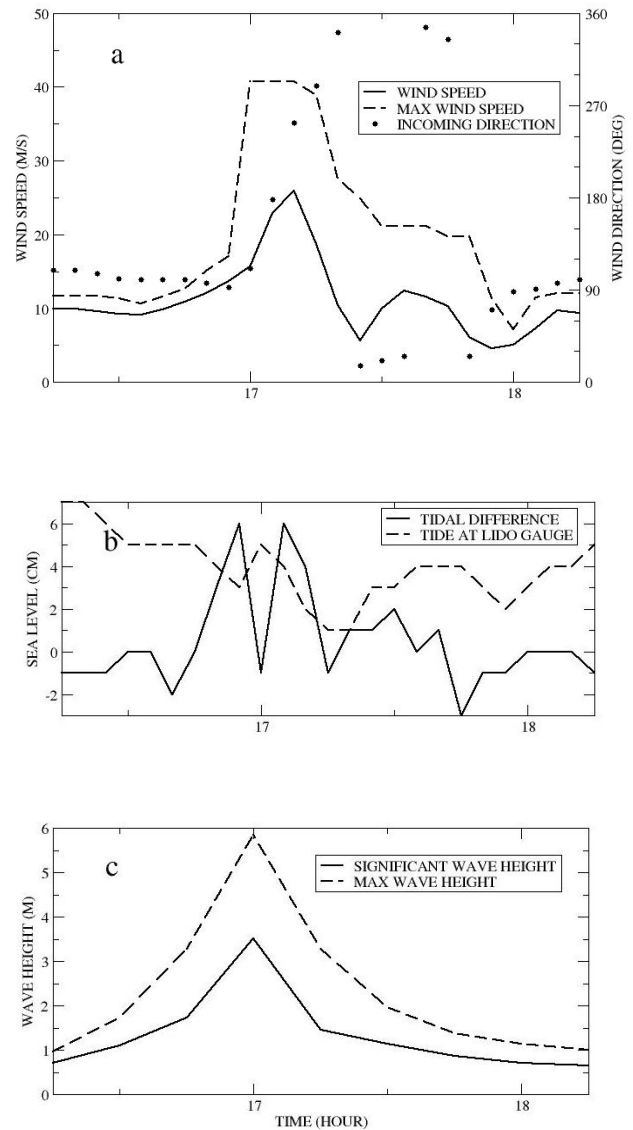 a
50
40
30
20
10
0
WIND SPEED (M/S)
360
270
180
90
0
WIND DIRECTION (DEG)
WIND SPEED
MAX WIND SPEED
INCOMING DIRECTION
17
18
b
6
4
2
0
-2
SEA LEVEL (CM)
TIDAL DIFFERENCE
TIDE AT LIDO GAUGE
17
18
c
6
5
4
3
2
1
0
WAVE HEIGHT (M)
SIGNIFICANT WAVE HEIGHT
MAX WAVE HEIGHT
17
18
TIME (HOUR)